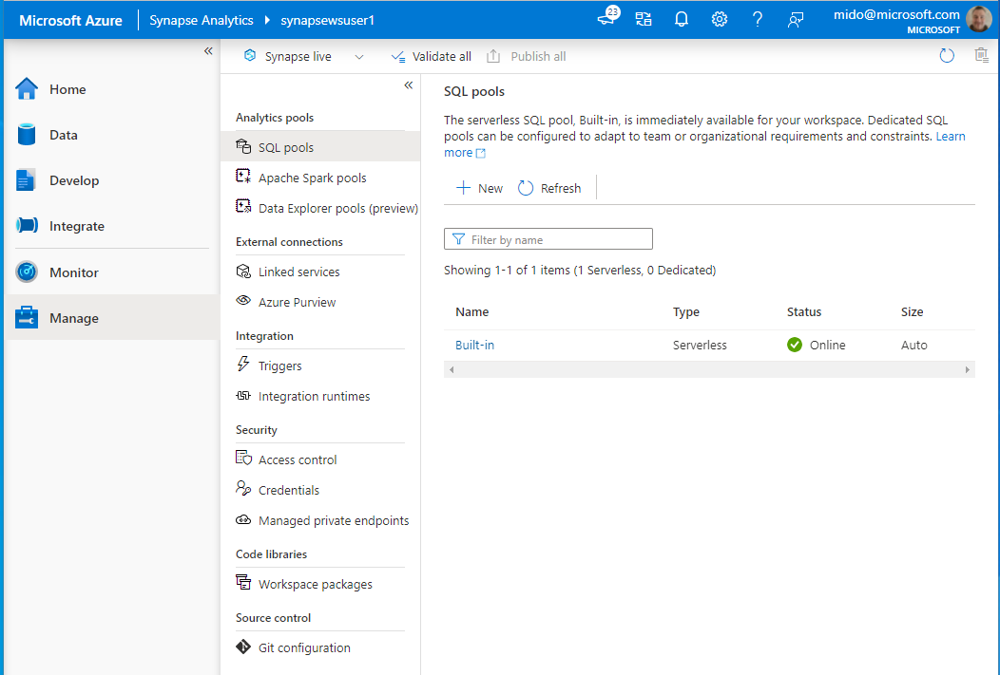 Microsoft Azure
Synapse Analytics
synapsewsuser1
23
mido@microsoft.com
MICROSOFT
Synapse live
Validate all
Publish all
Home
Data
Develop
Integrate
Monitor
Manage
Analytics pools
SQL pools
Apache Spark pools
Data Explorer pools (preview)
External connections
Linked services
Azure Purview
Integration
Triggers
Integration runtimes
Security
Access control
Credentials
Managed private endpoints
Code libraries
Workspace packages
Source control
Git configuration
SQL pools
The serverless SQL pool, Built-in, is immediately available for your workspace. Dedicated SQL
pools can be configured to adapt to team or organizational requirements and constraints. Learn
more
New
Refresh
Filter by name
Showing 1-1 of 1 items (1 Serverless, 0 Dedicated)
Name Type Status Size
Built-in Serverless Online Auto